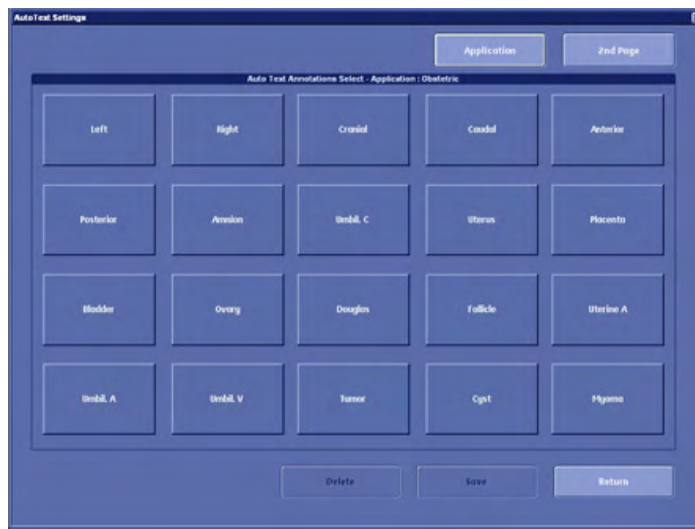 AutoText Settings
Application 2nd Page
Auto Text Annotations Select - Application : Obstetric
Left Right Cranial Caudal Anterior
Posterior Amnion Umbil. C Uterus Placenta
Bladder Ovary Douglas Follicle Uterine A
Umbil. A Umbil. V Tumor Cyst Myoma
Delete Save Return